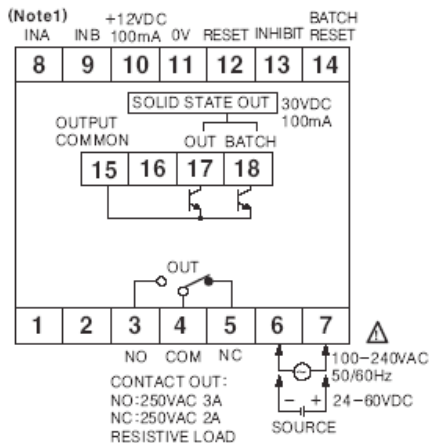 (Note1)
INA INB +12VDC 100mA 0V RESET INHIBIT BATCH RESET
8 9 10 11 12 13 14
SOLID STATE OUT 30VDC 100mA
OUTPUT COMMON OUT BATCH
15 16 17 18
OUT
1 2 3 4 5 6 7
NO COM NC
100-240VAC
50/60Hz
CONTACT OUT:
NO:250VAC 3A
NC:250VAC 2A
RESISTIVE LOAD
- + 24-60VDC
SOURCE